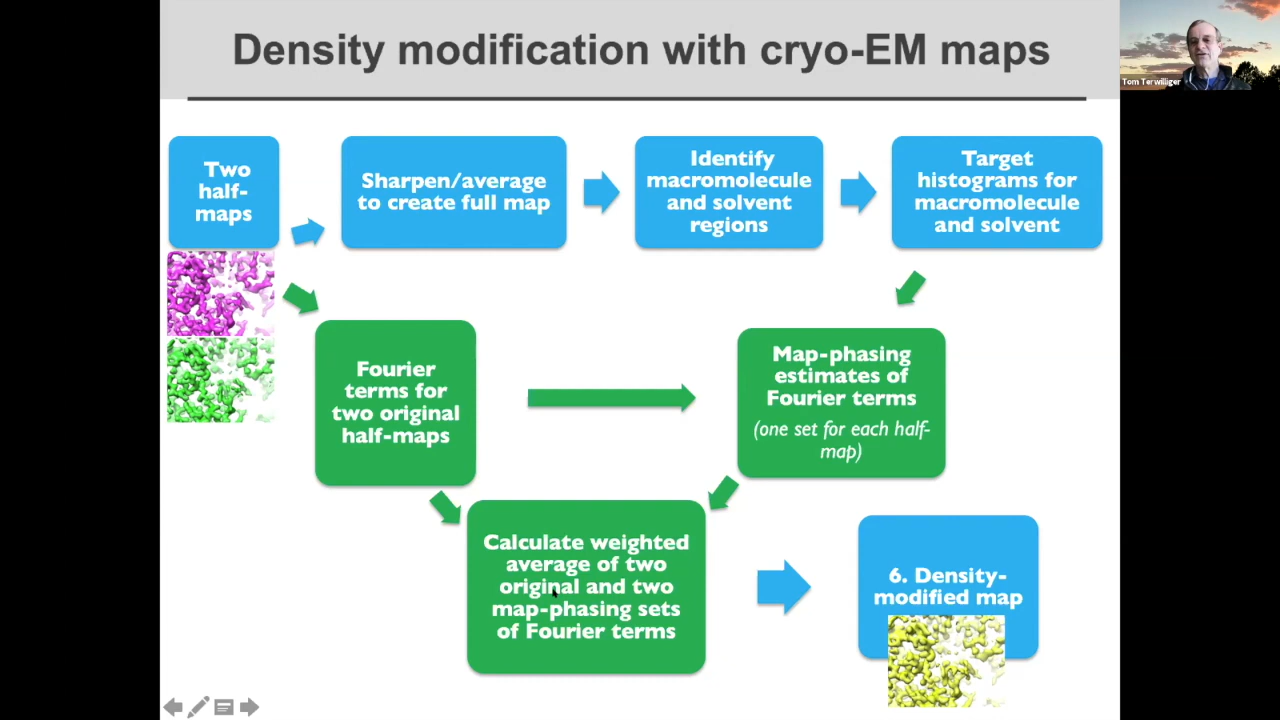 Density modification with cryo-EM maps
Tom Terwilliger
Two
half-
maps
Sharpen/average
to create full map
Identify
macromolecule
and solvent
regions
Target
histograms for
macromolecule
and solvent
Fourier
terms for
two original
half-maps
Map-phasing
estimates of
Fourier terms
(one set for each half-
map)
Calculate weighted
average of two
original and two
map-phasing sets
of Fourier terms
6. Density-
modified map